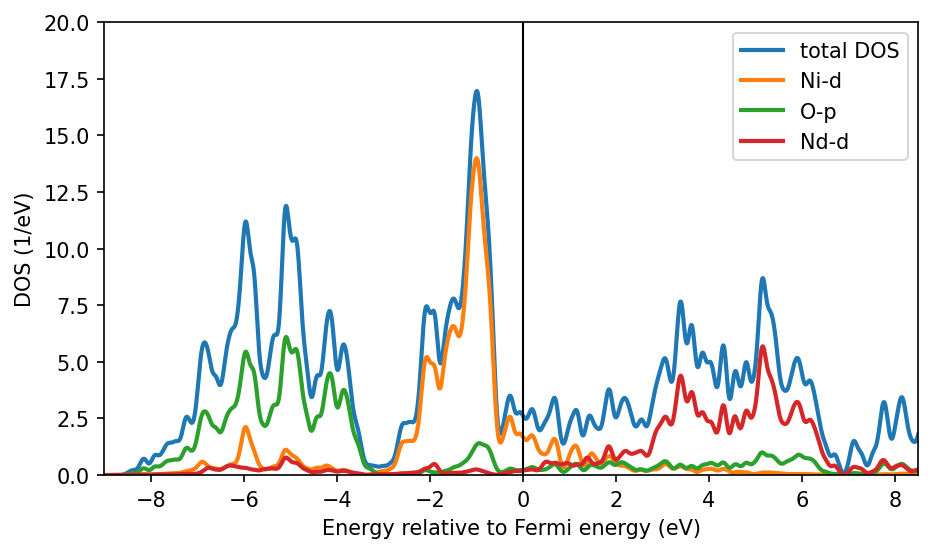 20.0
17.5
15.0
12.5
10.0
7.5
5.0
2.5
0.0
DOS (1/eV)
total DOS
Ni-d
O-p
Nd-d
−8 −6 −4 −2 0 2 4 6 8
Energy relative to Fermi energy (eV)